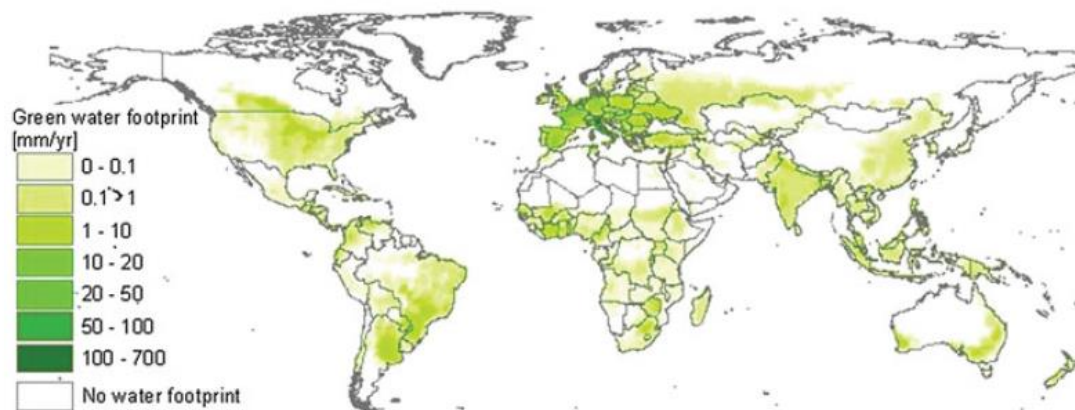 Green water footprint
[mm/yr]
0 - 0.1
0.1 > 1
1 - 10
10 - 20
20 - 50
50 - 100
100 - 700
No water footprint